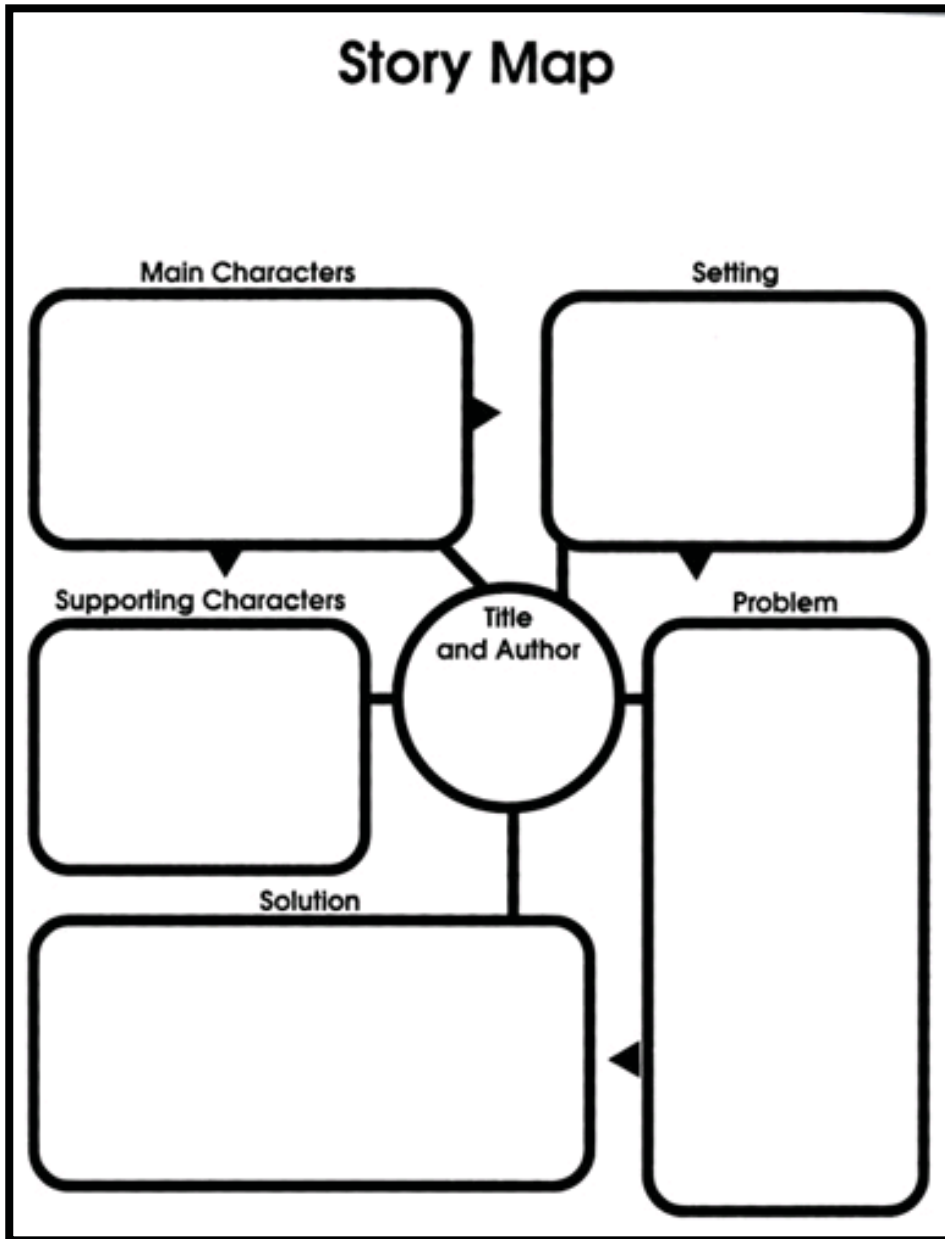 Story Map
Main Characters
Setting
Supporting Characters
Title
and Author
Problem
Solution